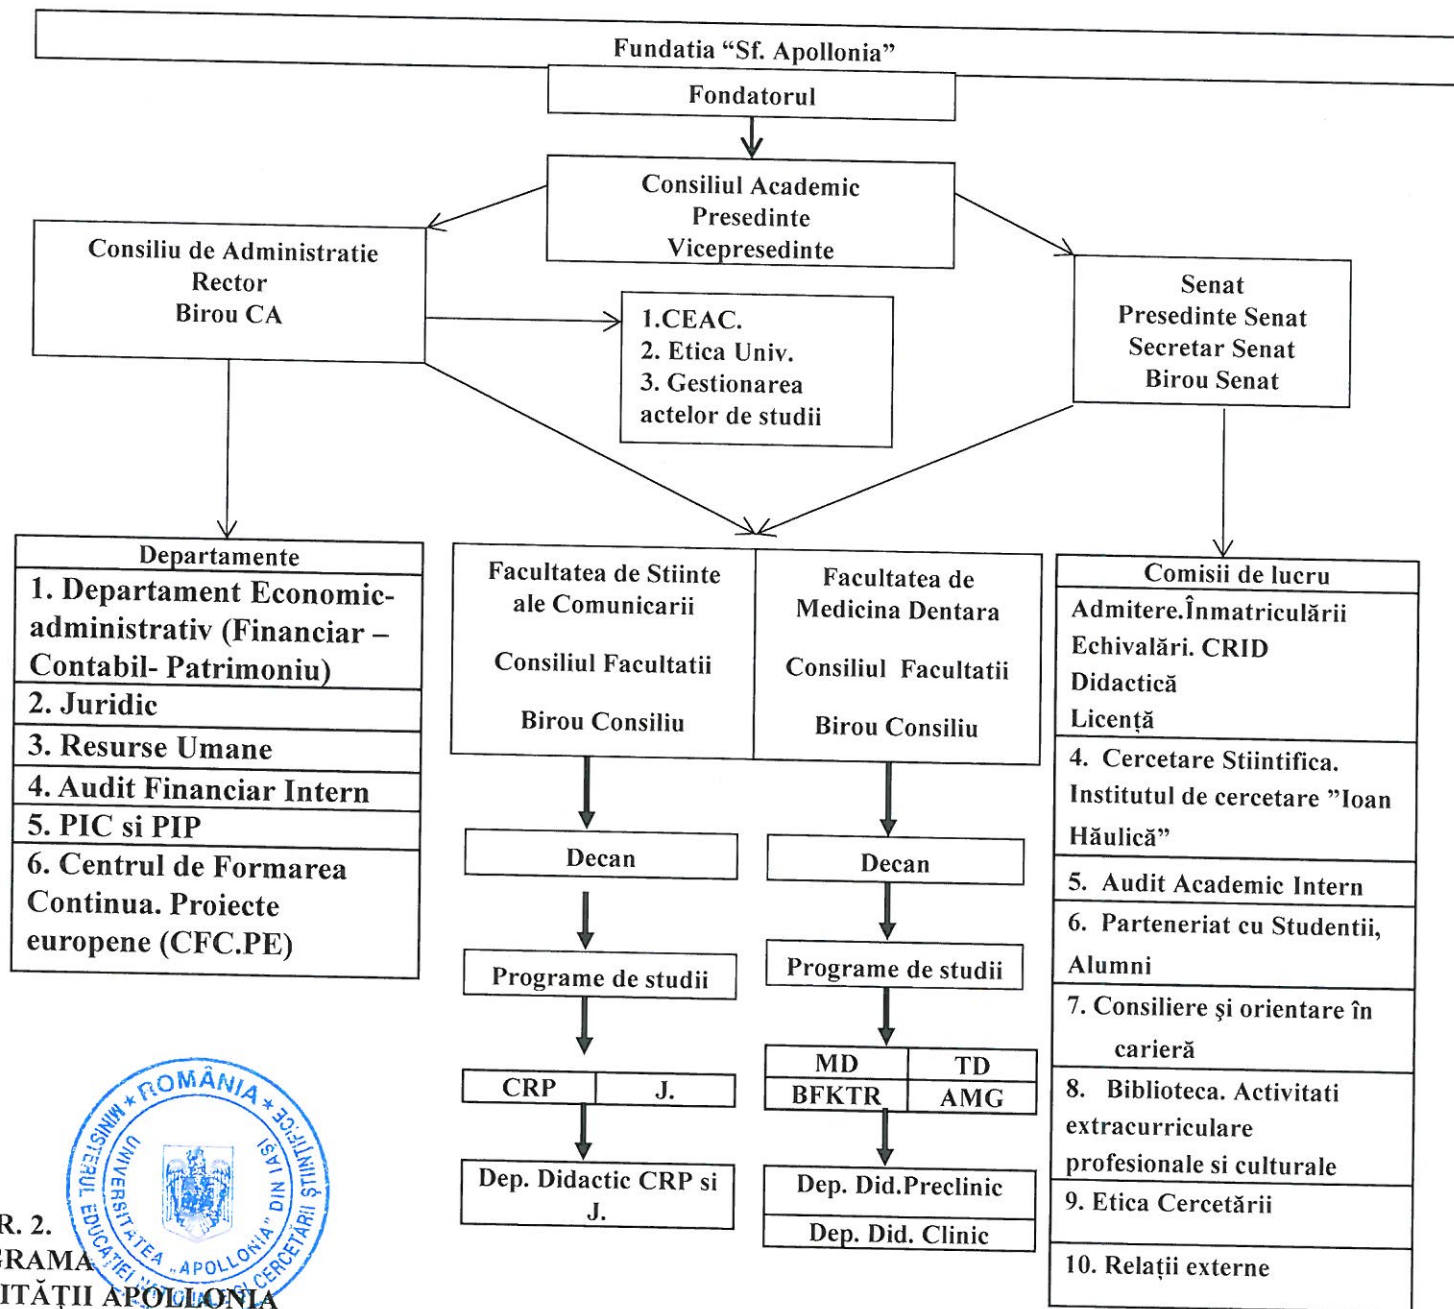 Fundatia “Sf. Apollonia”
Fondatorul
Consiliul Academic
Presedinte
Vicepresedinte
Consiliu de Administratie
Rector
Birou CA
1.CEAC.
2. Etica Univ.
3. Gestionarea
actelor de studii
Senat
Presedinte Senat
Secretar Senat
Birou Senat
Departamente
1. Departament Economic-
administrativ (Financiar –
Contabil- Patrimoniu)
2. Juridic
3. Resurse Umane
4. Audit Financiar Intern
5. PIC si PIP
6. Centrul de Formarea
Continua. Proiecte
europene (CFC.PE)
Facultatea de Stiinte
ale Comunicarii
Consiliul Facultatii
Birou Consiliu
Decan
Programe de studii
CRP J.
Dep. Didactic CRP si
J.
Facultatea de
Medicina Dentara
Consiliul Facultatii
Birou Consiliu
Decan
Programe de studii
MD TD
BFKTR AMG
Dep. Did.Preclinic
Dep. Did. Clinic
Comisii de lucru
Admitere.Înmatriculării
Echivalări. CRID
Didactică
Licență
4. Cercetare Stiintifica.
Institutul de cercetare ”Ioan
Hăulică”
5. Audit Academic Intern
6. Parteneriat cu Studentii,
Alumni
7. Consiliere şi orientare în
carieră
8. Biblioteca. Activitati
extracurriculare
profesionale si culturale
9. Etica Cercetării
10. Relații externe
* ROMÂNIA *
MINISTERUL EDUCAȚIEI NAȚIONALE ȘI CERCETĂRII ȘTIINȚIFICE
UNIVERSITATEA „APOLLONIA” DIN IAȘI
R. 2.
GRAMA
ITĂŢII APOLLONIA